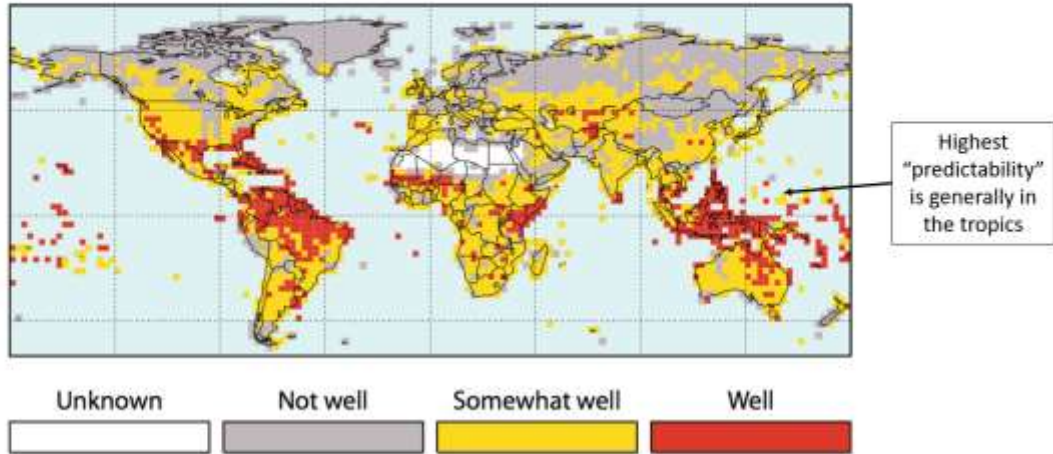 Highest
"predictability"
is generally in
the tropics
Unknown
Not well
Somewhat well
Well